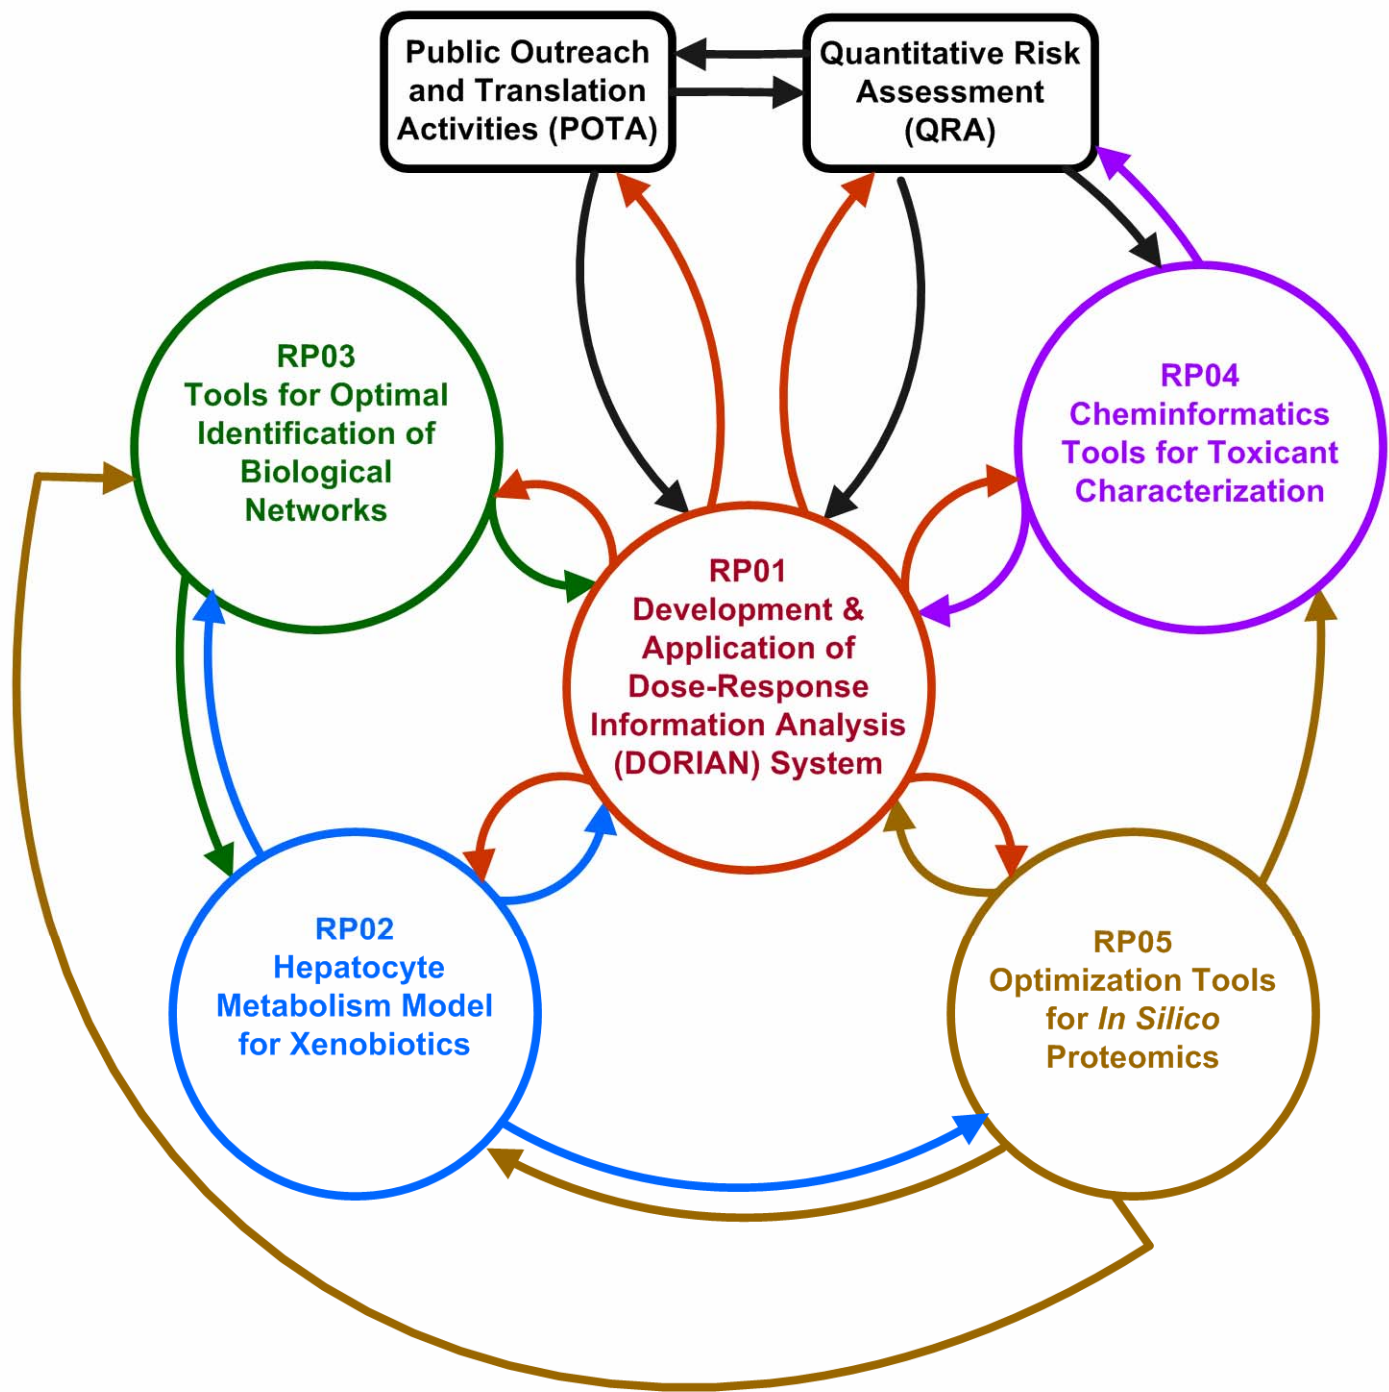 Public Outreach
and Translation
Activities (POTA)
Quantitative Risk
Assessment
(QRA)
RP03
Tools for Optimal
Identification of
Biological
Networks
RP04
Cheminformatics
Tools for Toxicant
Characterization
RP01
Development &
Application of
Dose-Response
Information Analysis
(DORIAN) System
RP02
Hepatocyte
Metabolism Model
for Xenobiotics
RP05
Optimization Tools
for In Silico
Proteomics